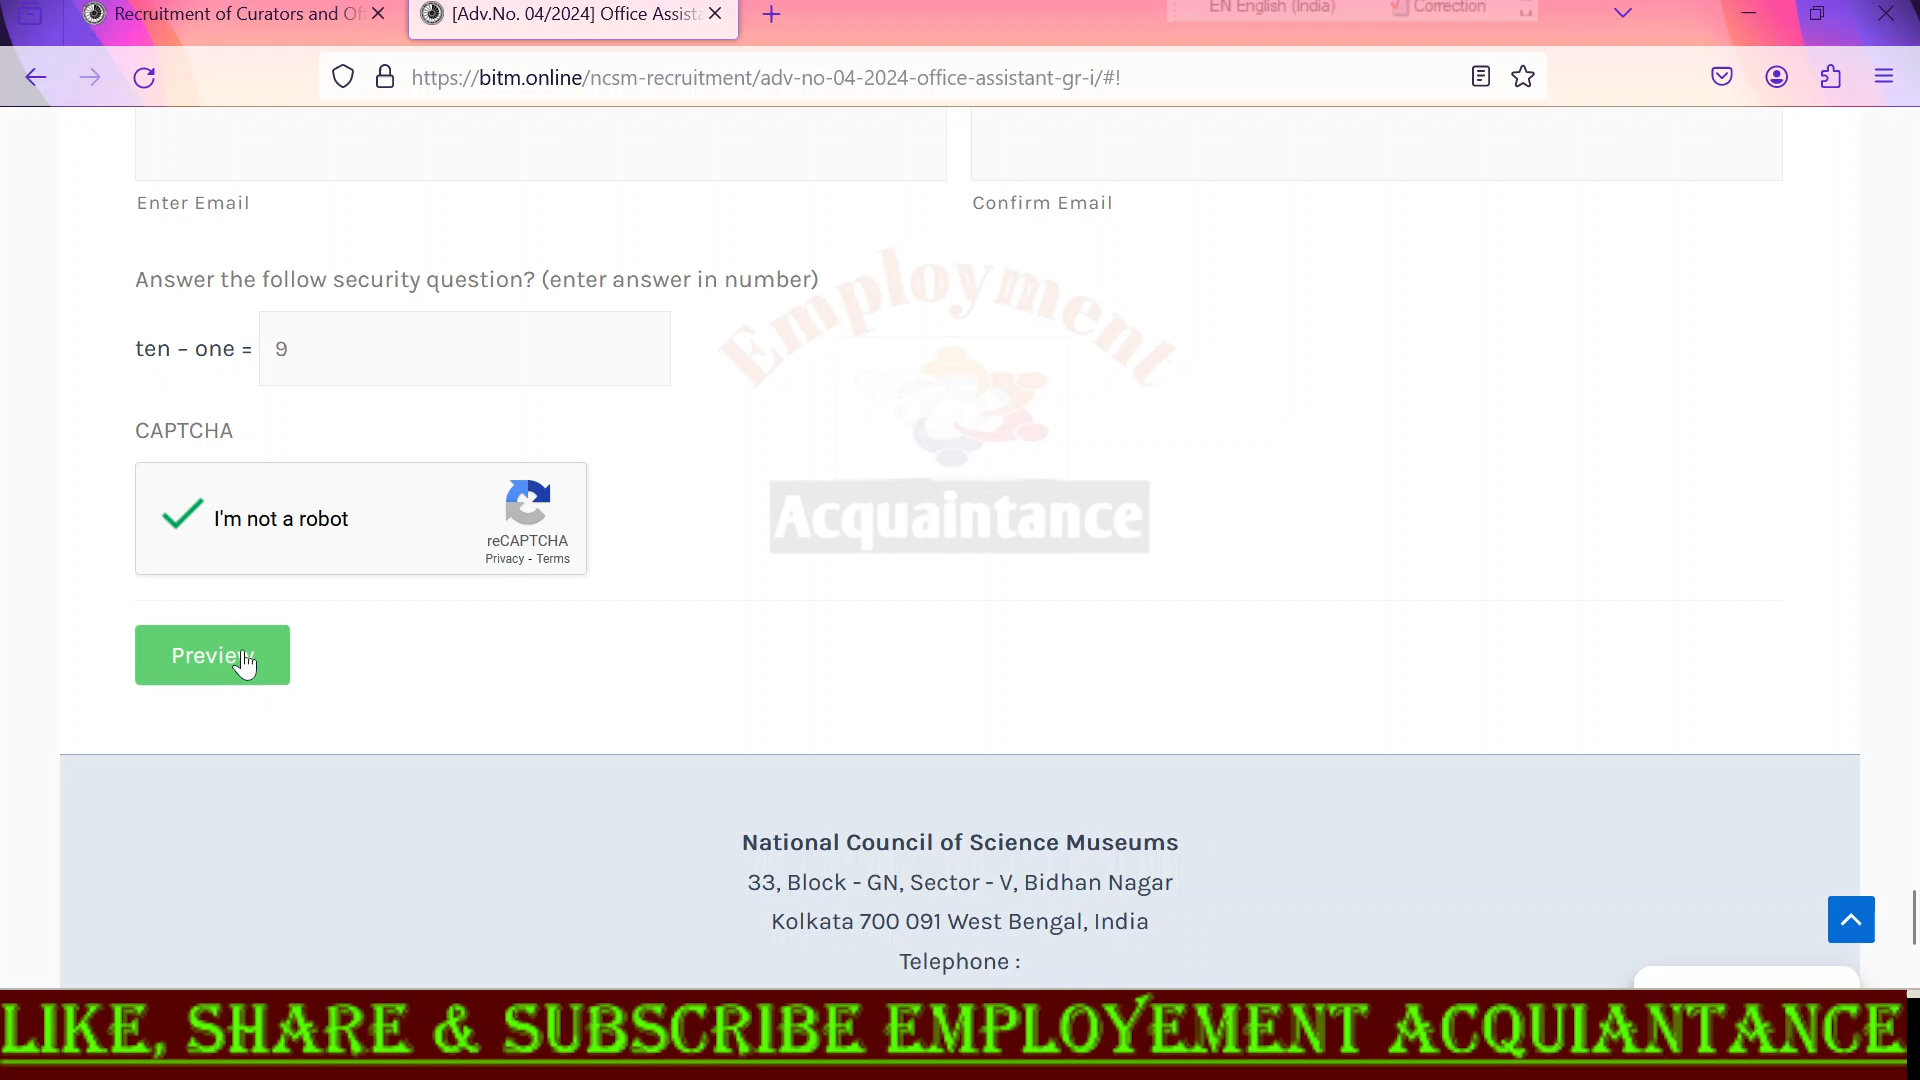 Recruitment of Curators and Of
[Adv.No. 04/2024] Office Assista
EN English (India)
Correction
https://bitm.online/ncsm-recruitment/adv-no-04-2024-office-assistant-gr-i/#!
Enter Email
Confirm Email
Answer the follow security question? (enter answer in number)
ten − one = 9
CAPTCHA
I'm not a robot
reCAPTCHA
Privacy - Terms
Employment
Acquaintance
Preview
National Council of Science Museums
33, Block - GN, Sector - V, Bidhan Nagar
Kolkata 700 091 West Bengal, India
Telephone :
LIKE, SHARE & SUBSCRIBE EMPLOYEMENT ACQUIANTANCE